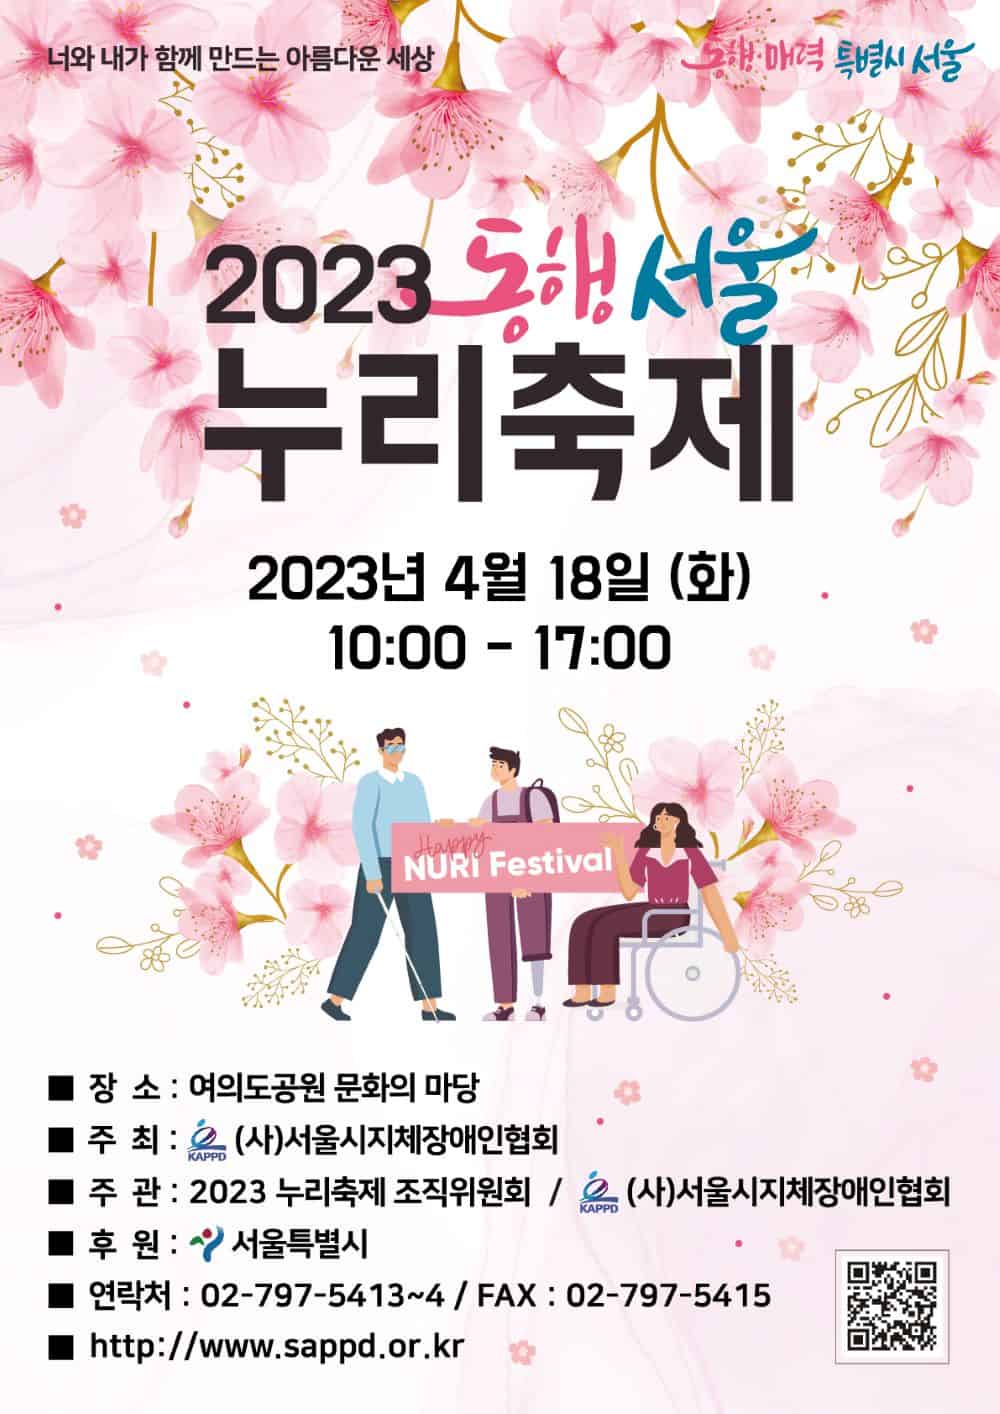 너와 내가 함께 만드는 아름다운 세상
동행·매력 특별시 서울
2023 동행 서울
누리축제
2023년 4월 18일 (화)
10:00 - 17:00
Happy
NURI Festival
■ 장 소 : 여의도공원 문화의 마당
■ 주 최 : KAPPD (사)서울시지체장애인협회
■ 주 관 : 2023 누리축제 조직위원회 / KAPPD (사)서울시지체장애인협회
■ 후 원 : 서울특별시
■ 연락처 : 02-797-5413~4 / FAX : 02-797-5415
■ http://www.sappd.or.kr